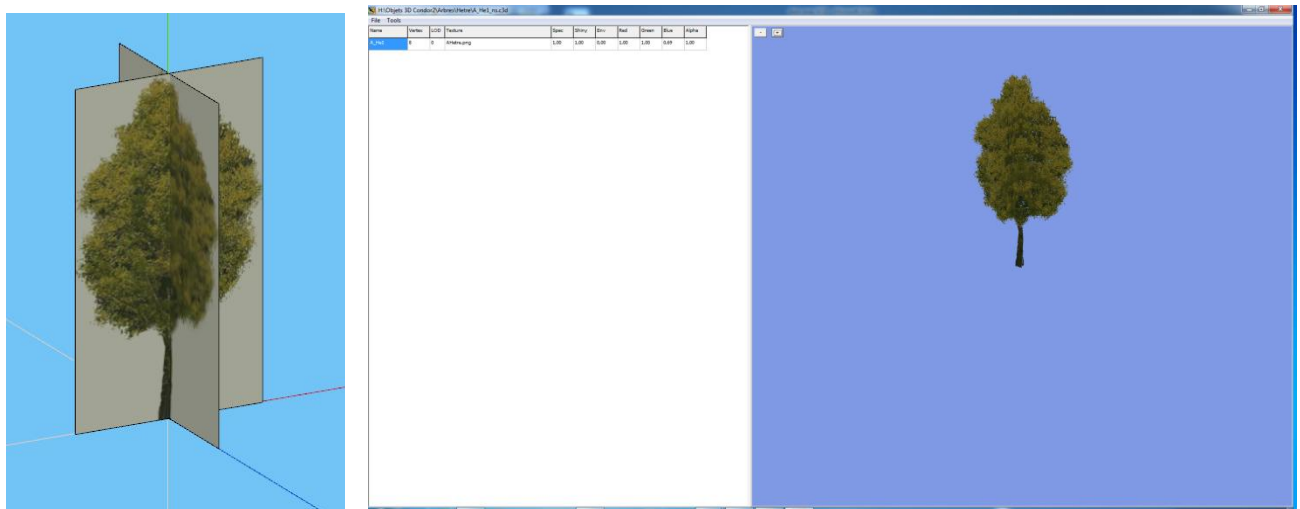 H:\Objets 3D Condor2\Arbres\Hetre\A_He1_ns.c3d
File Tools
Name Vertex LOD Texture Spec Shiny Env Red Green Blue Alpha
A_He1 8 0 AHetre.png 1,00 1,00 0,00 1,00 1,00 0,69 1,00
- +